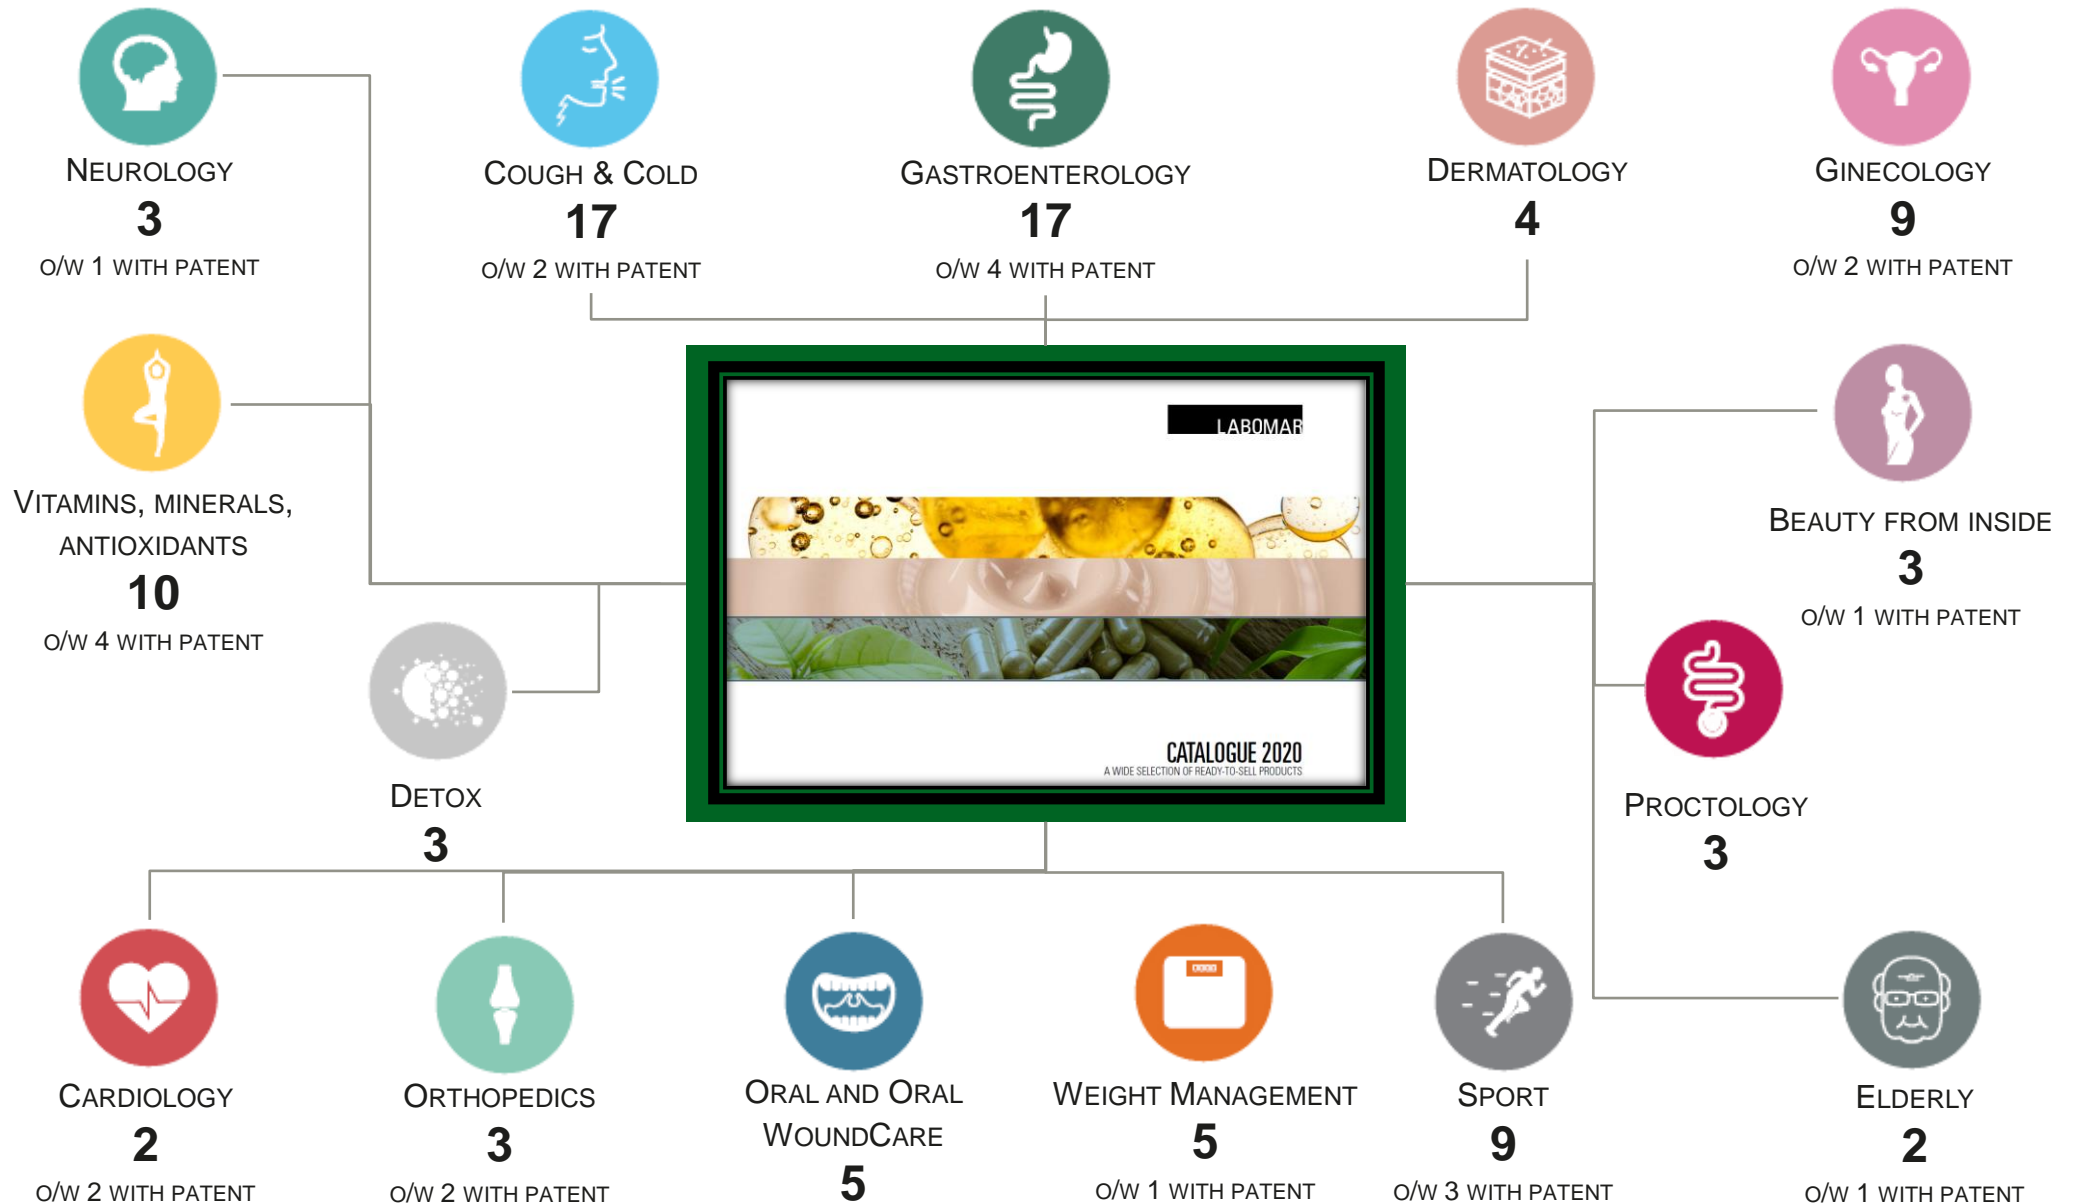 NEUROLOGY
3
O/W 1 WITH PATENT
COUGH & COLD
17
O/W 2 WITH PATENT
GASTROENTEROLOGY
17
O/W 4 WITH PATENT
DERMATOLOGY
4
GINECOLOGY
9
O/W 2 WITH PATENT
VITAMINS, MINERALS,
ANTIOXIDANTS
10
O/W 4 WITH PATENT
LABOMAR
CATALOGUE 2020
A WIDE SELECTION OF READY-TO-SELL PRODUCTS
BEAUTY FROM INSIDE
3
O/W 1 WITH PATENT
DETOX
3
PROCTOLOGY
3
CARDIOLOGY
2
O/W 2 WITH PATENT
ORTHOPEDICS
3
O/W 2 WITH PATENT
ORAL AND ORAL
WOUNDCARE
5
WEIGHT MANAGEMENT
5
O/W 1 WITH PATENT
SPORT
9
O/W 3 WITH PATENT
ELDERLY
2
O/W 1 WITH PATENT